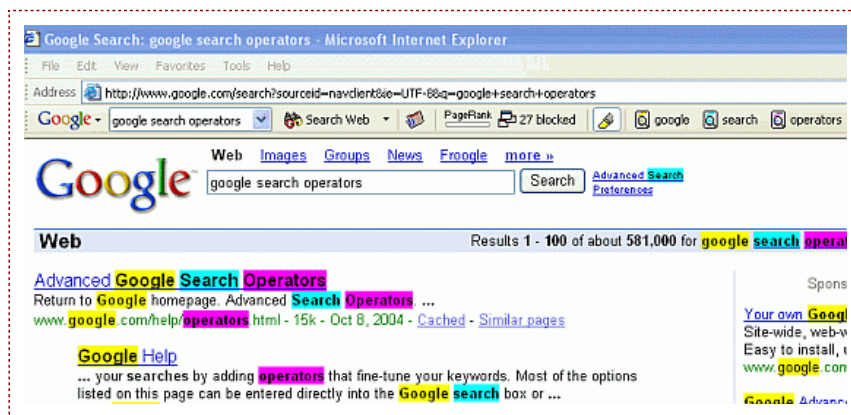 Google Search: google search operators - Microsoft Internet Explorer
File Edit View Favorites Tools Help
Address http://www.google.com/search?sourceid=navclient&ie=UTF-8&q=google+search+operators
Google google search operators Search Web PageRank 27 blocked google search operators
Web Images Groups News Froogle more »
Google™ google search operators Search Advanced Search
Preferences
Web Results 1 - 100 of about 581,000 for google search operat
Advanced Google Search Operators Spons
Return to Google homepage. Advanced Search Operators. ...
www.google.com/help/operators.html - 15k - Oct 8, 2004 - Cached - Similar pages
Your own Googl
Site-wide, web-w
Easy to install, u
www.google.com
Google Help
... your searches by adding operators that fine-tune your keywords. Most of the options
listed on this page can be entered directly into the Google search box or ...
Google Advanc